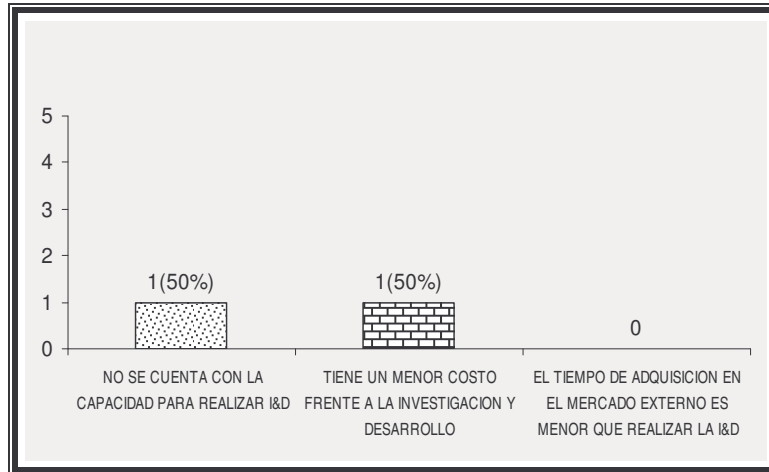 5
4
3
2
1
0
1(50%)
1(50%)
0
NO SE CUENTA CON LA
CAPACIDAD PARA REALIZAR I&D
TIENE UN MENOR COSTO
FRENTE A LA INVESTIGACION Y
DESARROLLO
EL TIEMPO DE ADQUISICION EN
EL MERCADO EXTERNO ES
MENOR QUE REALIZAR LA I&D